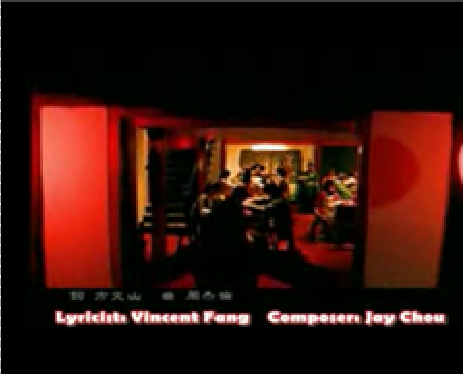 詞 方文山 曲 周杰倫
Lyricist: Vincent Fang Composer: Jay Chou